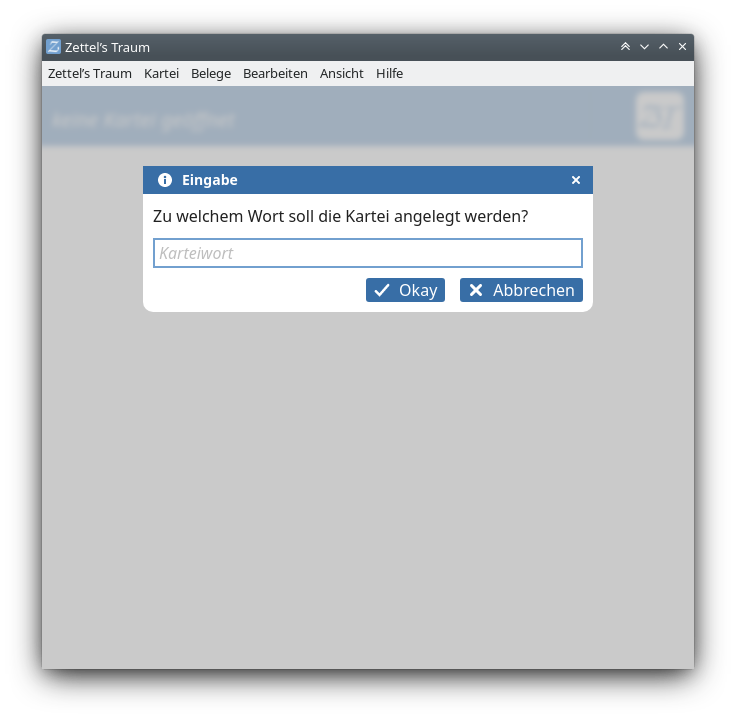 Zettel’s Traum
Zettel’s Traum Kartei Belege Bearbeiten Ansicht Hilfe
keine Kartei geöffnet
Eingabe
Zu welchem Wort soll die Kartei angelegt werden?
Karteiwort
Okay Abbrechen